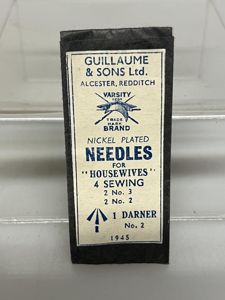 GUILLAUME
& SONS Ltd.
ALCESTER, REDDITCH
VARSITY
TRADE
MARK
BRAND
NICKEL PLATED
NEEDLES
FOR
"HOUSEWIVES"
4 SEWING
2 No. 3
2 No. 2
1 DARNER
No. 2
1945